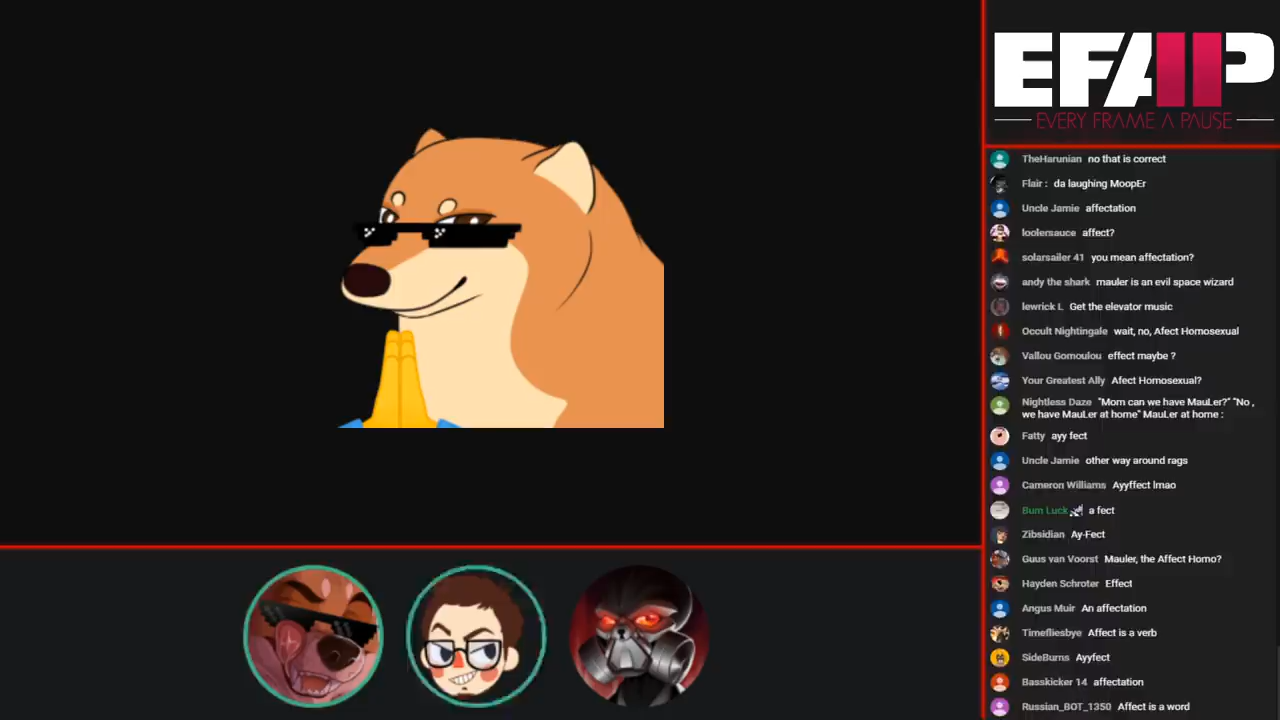 EFAP
EVERY FRAME A PAUSE
TheHarunian no that is correct
Flair : da laughing MoopEr
Uncle Jamie affectation
loolersauce affect?
solarsailer 41 you mean affectation?
andy the shark mauler is an evil space wizard
lewrick L Get the elevator music
Occult Nightingale wait, no, Afect Homosexual
Vallou Gomoulou effect maybe ?
Your Greatest Ally Afect Homosexual?
Nightless Daze "Mom can we have MauLer?" "No ,
we have MauLer at home" MauLer at home :
Fatty ayy fect
Uncle Jamie other way around rags
Cameron Williams Ayyffect lmao
Bum Luck a fect
Zibsidian Ay-Fect
Guus van Voorst Mauler, the Affect Homo?
Hayden Schroter Effect
Angus Muir An affectation
Timefliesbye Affect is a verb
SideBurns Ayyfect
Basskicker 14 affectation
Russian_BOT_1350 Affect is a word